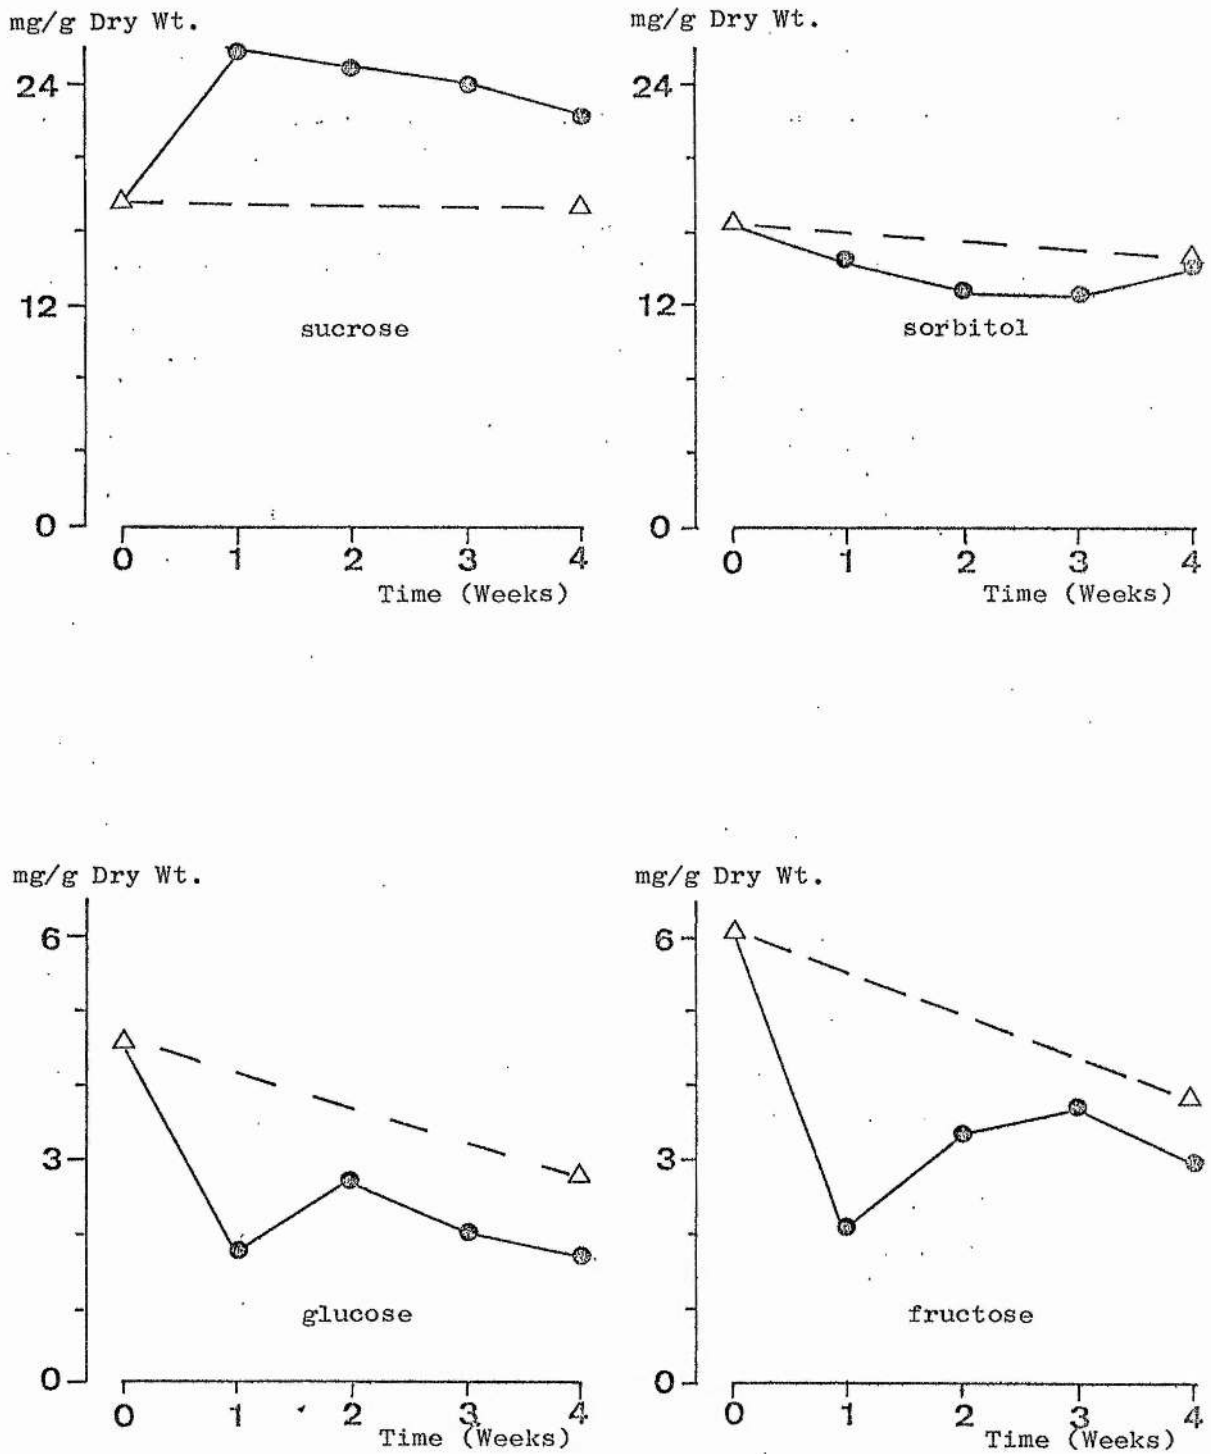 mg/g Dry Wt.
24
12
0
sucrose
0 1 2 3 4
Time (Weeks)
mg/g Dry Wt.
24
12
0
sorbitol
0 1 2 3 4
Time (Weeks)
mg/g Dry Wt.
6
3
0
glucose
0 1 2 3 4
Time (Weeks)
mg/g Dry Wt.
6
3
0
fructose
0 1 2 3 4
Time (Weeks)